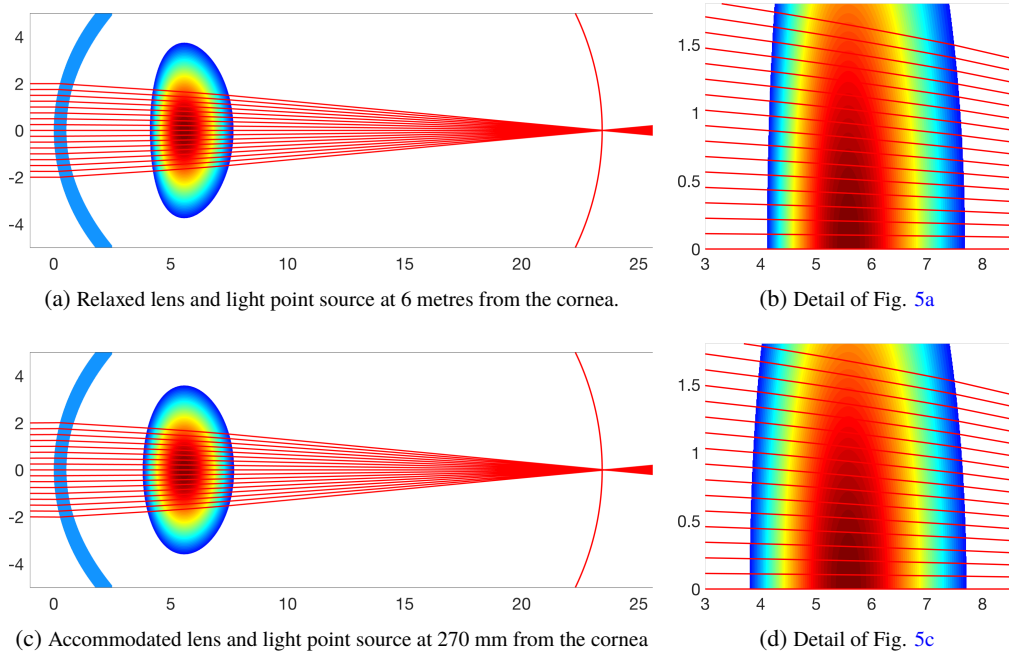 4
2
0
-2
-4
0 5 10 15 20 25
(a) Relaxed lens and light point source at 6 metres from the cornea.
1.5
1
0.5
0
3 4 5 6 7 8
(b) Detail of Fig. 5a
4
2
0
-2
-4
0 5 10 15 20 25
(c) Accommodated lens and light point source at 270 mm from the cornea
1.5
1
0.5
0
3 4 5 6 7 8
(d) Detail of Fig. 5c